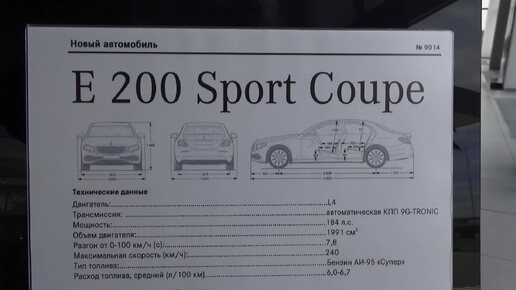 Новый автомобиль
№ 9014
E 200 Sport Coupe
Технические данные
Двигатель: L4
Трансмиссия: автоматическая КПП 9G-TRONIC
Мощность: 184 л.с.
Объем двигателя: 1991 см³
Разгон от 0-100 км/ч (с): 7,8
Максимальная скорость (км/ч) 240
Тип топлива: Бензин АИ-95 «Супер»
Расход топлива, средний (л/100 км) 6,0-6,7